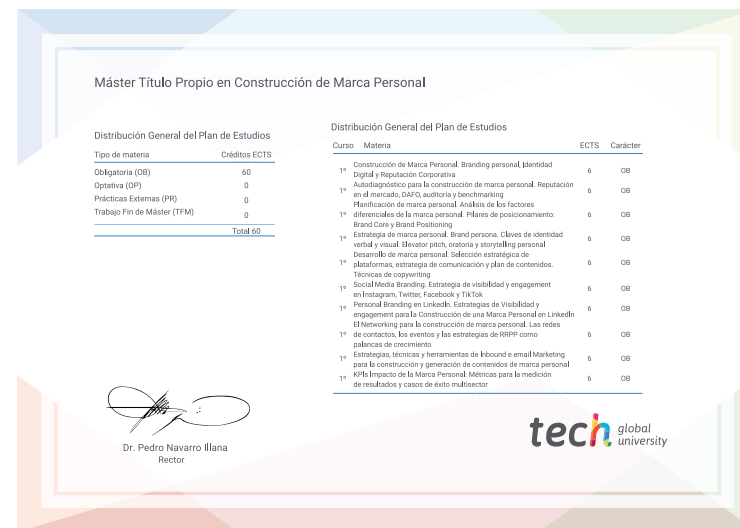 Máster Título Propio en Construcción de Marca Personal
Distribución General del Plan de Estudios
Tipo de materia Créditos ECTS
Obligatoria (OB) 60
Optativa (OP) 0
Prácticas Externas (PR) 0
Trabajo Fin de Máster (TFM) 0
Total 60
Distribución General del Plan de Estudios
Curso Materia ECTS Carácter
1º Construcción de Marca Personal. Branding personal, Identidad
Digital y Reputación Corporativa 6 OB
1º Autodiagnóstico para la construcción de marca personal. Reputación
en el mercado, DAFO, auditoría y benchmarking 6 OB
Planificación de marca personal. Análisis de los factores
1º diferenciales de la marca personal. Pilares de posicionamiento: 6 OB
Brand Core y Brand Positioning
1º Estrategia de marca personal. Brand persona. Claves de identidad
verbal y visual. Elevator pitch, oratoria y storytelling personal 6 OB
Desarrollo de marca personal. Selección estratégica de
1º plataformas, estrategia de comunicación y plan de contenidos. 6 OB
Técnicas de copywriting
1º Social Media Branding. Estrategia de visibilidad y engagement
en Instagram, Twitter, Facebook y TikTok 6 OB
1º Personal Branding en LinkedIn. Estrategias de Visibilidad y
engagement para la Construcción de una Marca Personal en LinkedIn 6 OB
El Networking para la construcción de marca personal. Las redes
1º de contactos, los eventos y las estrategias de RRPP como 6 OB
palancas de crecimiento
1º Estrategias, técnicas y herramientas de Inbound e email Marketing
para la construcción y generación de contenidos de marca personal 6 OB
1º KPIs Impacto de la Marca Personal: Métricas para la medición
de resultados y casos de éxito multisector 6 OB
Dr. Pedro Navarro Illana
Rector
tech global
university